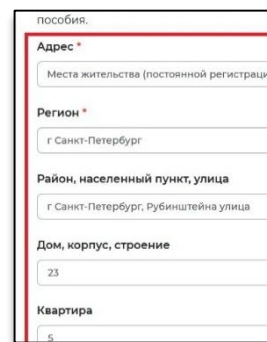 пособия.
Адрес *
Места жительства (постоянной регистраци
Регион *
г Санкт-Петербург
Район, населенный пункт, улица
г Санкт-Петербург, Рубинштейна улица
Дом, корпус, строение
23
Квартира
5